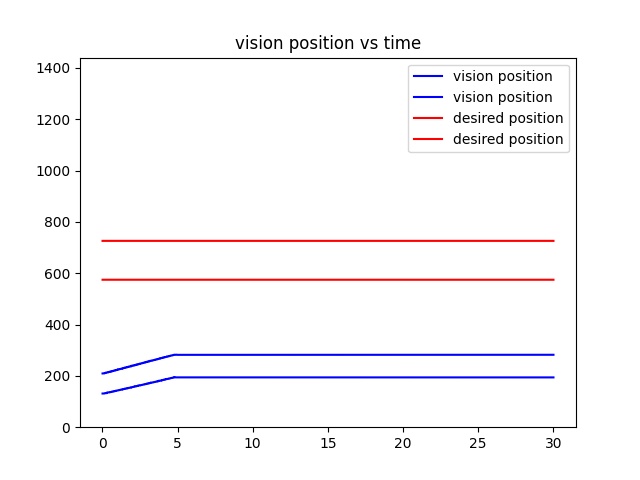 vision position vs time
1400
1200
1000
800
600
400
200
0
0 5 10 15 20 25 30
vision position
vision position
desired position
desired position